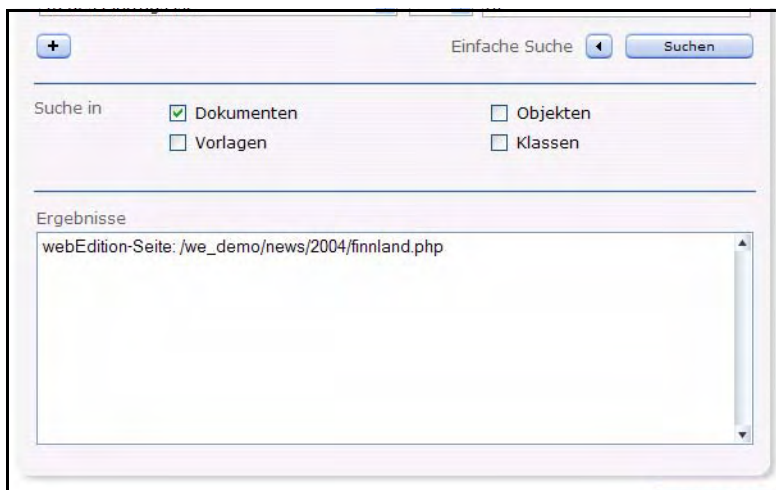 Einfache Suche Suchen
Suche in Dokumenten Objekten
Vorlagen Klassen
Ergebnisse
webEdition-Seite: /we_demo/news/2004/finnland.php